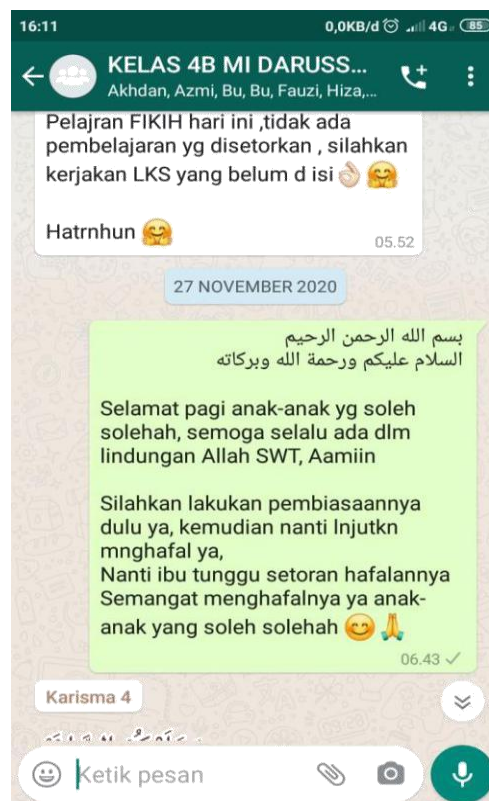 16:11 0,0KB/d 4G 85
KELAS 4B MI DARUSS...
Akhdan, Azmi, Bu, Bu, Fauzi, Hiza,...
Pelajran FIKIH hari ini ,tidak ada
pembelajaran yg disetorkan , silahkan
kerjakan LKS yang belum d isi👌🏻 🤗
Hatrnhun 🤗
05.52
27 NOVEMBER 2020
بسم الله الرحمن الرحيم
السلام عليكم ورحمة الله وبركاته
Selamat pagi anak-anak yg soleh
solehah, semoga selalu ada dlm
lindungan Allah SWT, Aamiin
Silahkan lakukan pembiasaannya
dulu ya, kemudian nanti lnjutkn
mnghafal ya,
Nanti ibu tunggu setoran hafalannya
Semangat menghafalnya ya anak-
anak yang soleh solehah 😊 🙏
06.43
Karisma 4
Ketik pesan